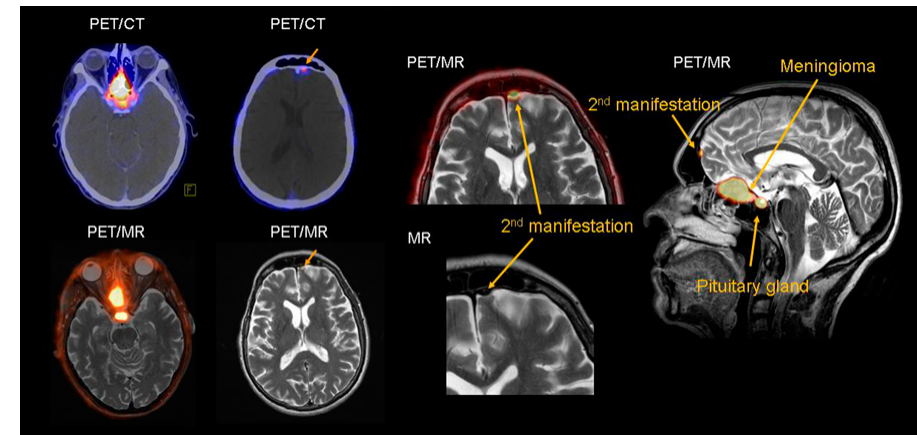 PET/CT
PET/CT
PET/MR
PET/MR
Meningioma
2nd manifestation
F
PET/MR
PET/MR
MR
2nd manifestation
Pituitary gland